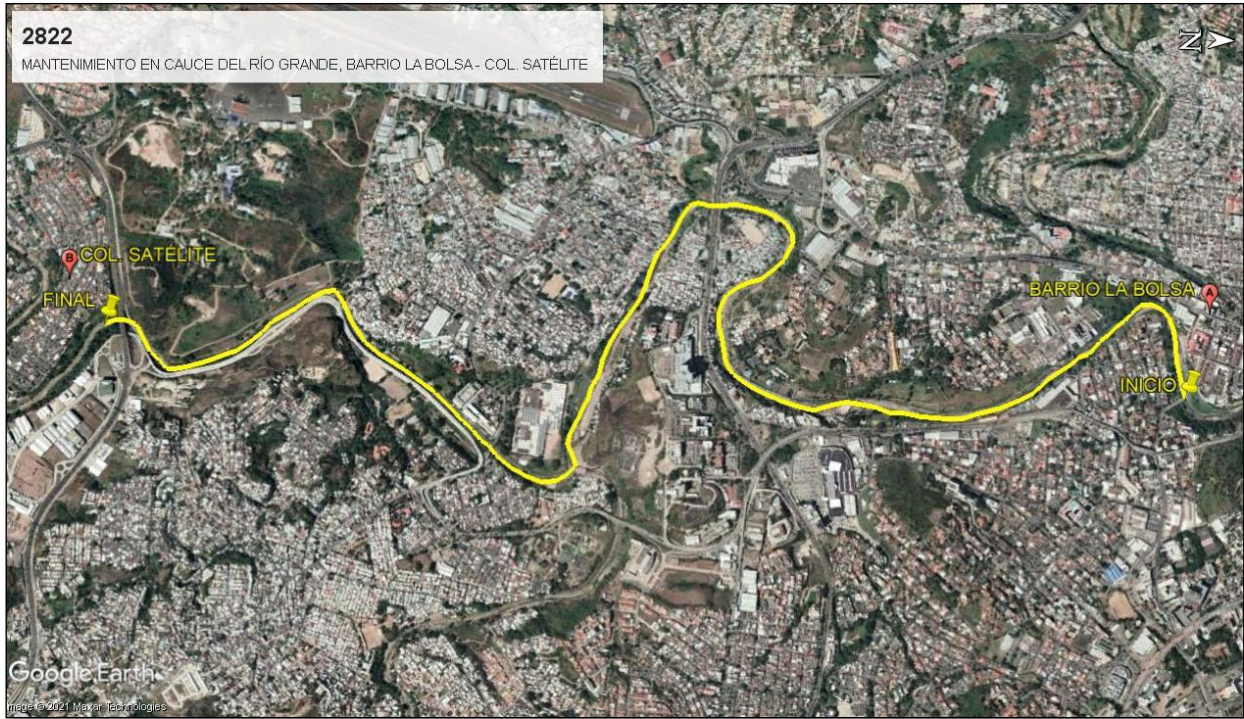 2822
MANTENIMIENTO EN CAUCE DEL RÍO GRANDE, BARRIO LA BOLSA - COL. SATÉLITE
N
B COL. SATÉLITE
FINAL
BARRIO LA BOLSA A
INICIO
Google Earth
Image © 2021 Maxar Technologies